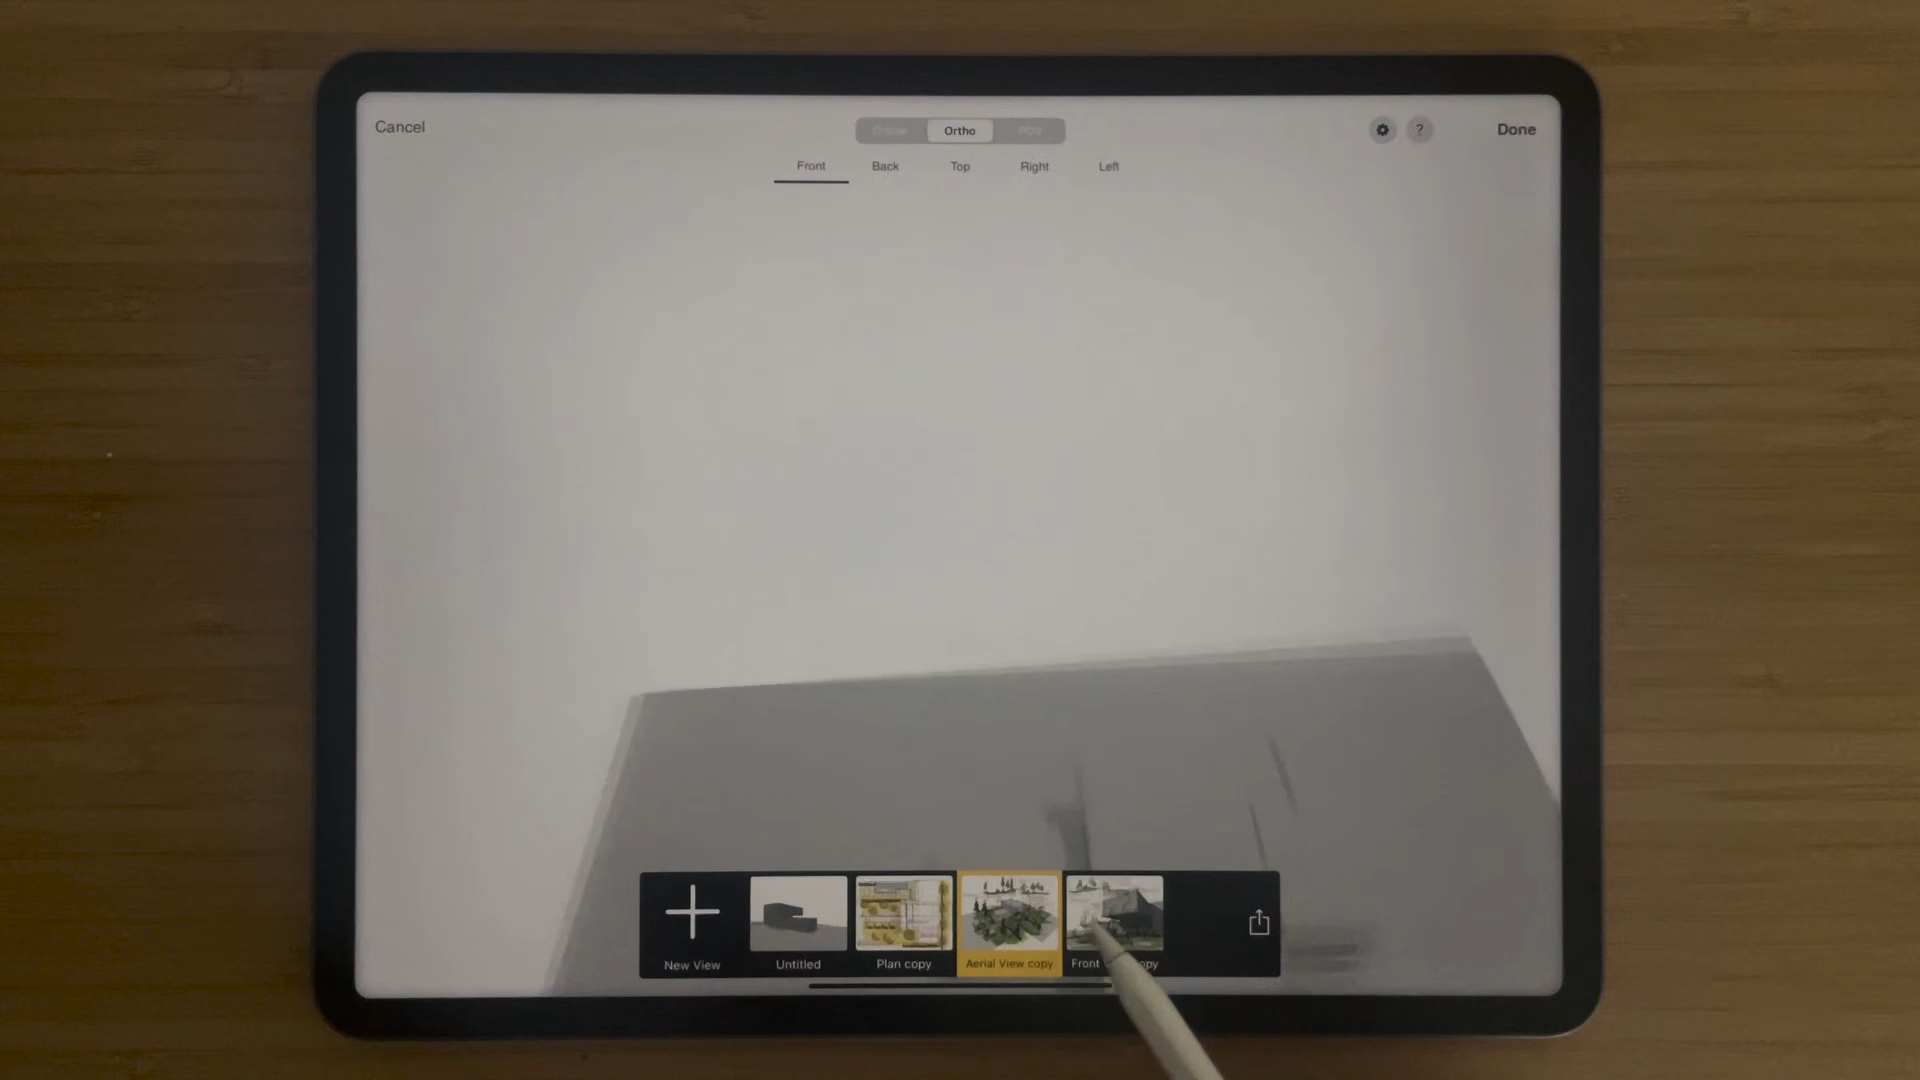 Cancel
Ortho
?
Done
Front
Back
Top
Right
Left
New View
Untitled
Plan copy
Aerial View copy
Front